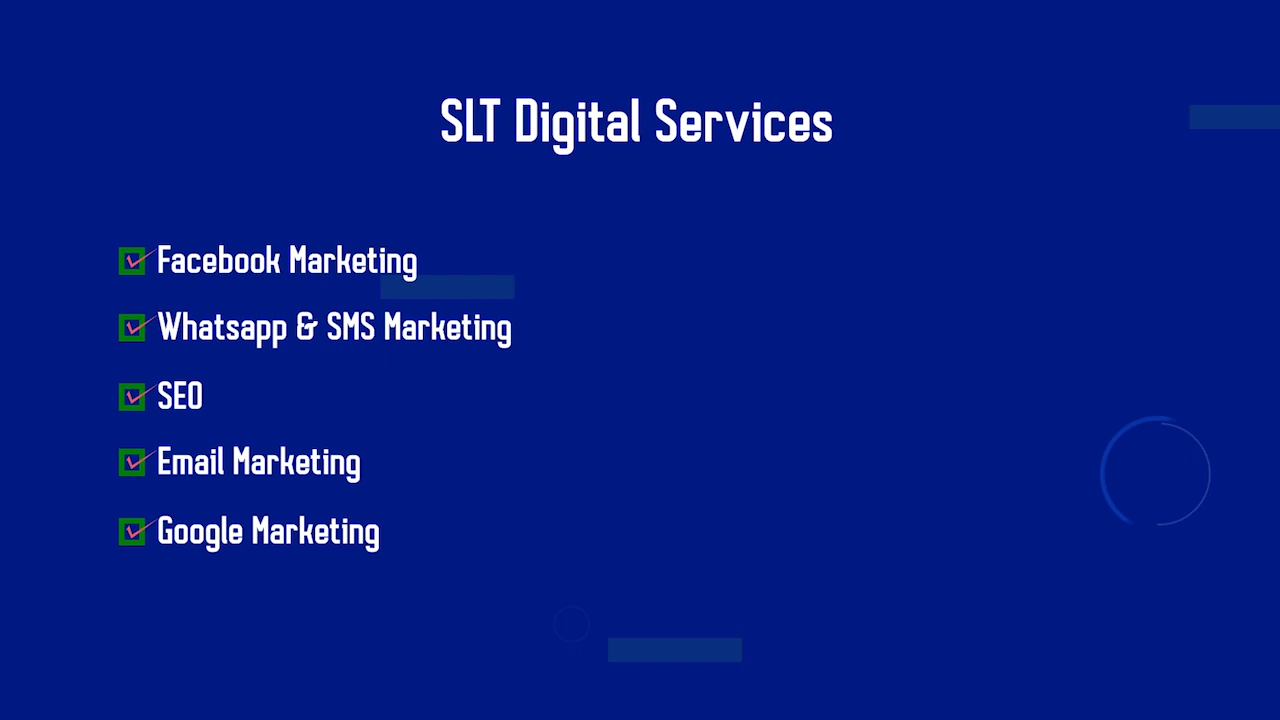 SLT Digital Services
Facebook Marketing
Whatsapp & SMS Marketing
SEO
Email Marketing
Google Marketing